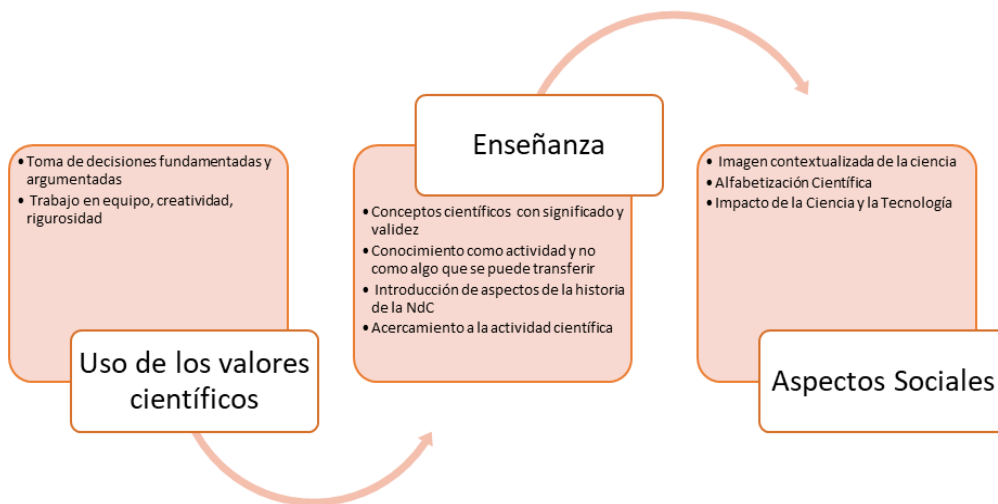 • Toma de decisiones fundamentadas y
argumentadas
• Trabajo en equipo, creatividad,
rigurosidad
Uso de los valores
científicos
Enseñanza
• Conceptos científicos con significado y
validez
• Conocimiento como actividad y no
como algo que se puede transferir
• Introducción de aspectos de la historia
de la NdC
• Acercamiento a la actividad científica
• Imagen contextualizada de la ciencia
• Alfabetización Científica
• Impacto de la Ciencia y la Tecnología
Aspectos Sociales